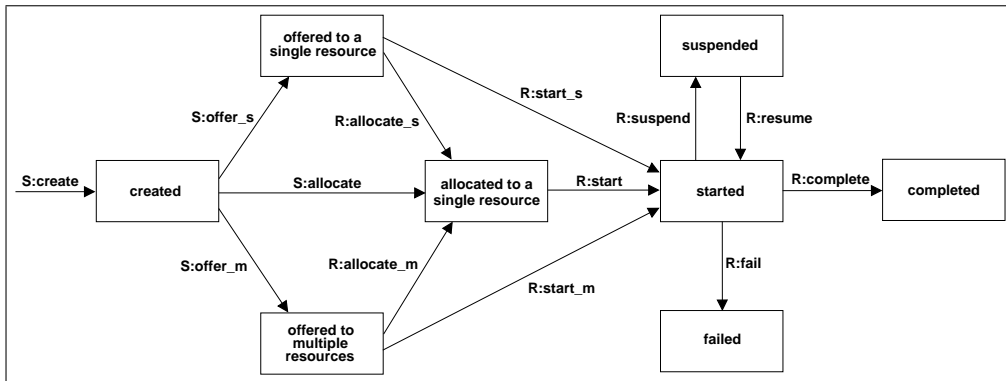 offered to a
single resource
suspended
R:start_s
S:offer_s
R:allocate_s
R:suspend
R:resume
S:create
created
S:allocate
allocated to a
single resource
R:start
started
R:complete
completed
S:offer_m
R:allocate_m
R:start_m
R:fail
offered to
multiple
resources
failed